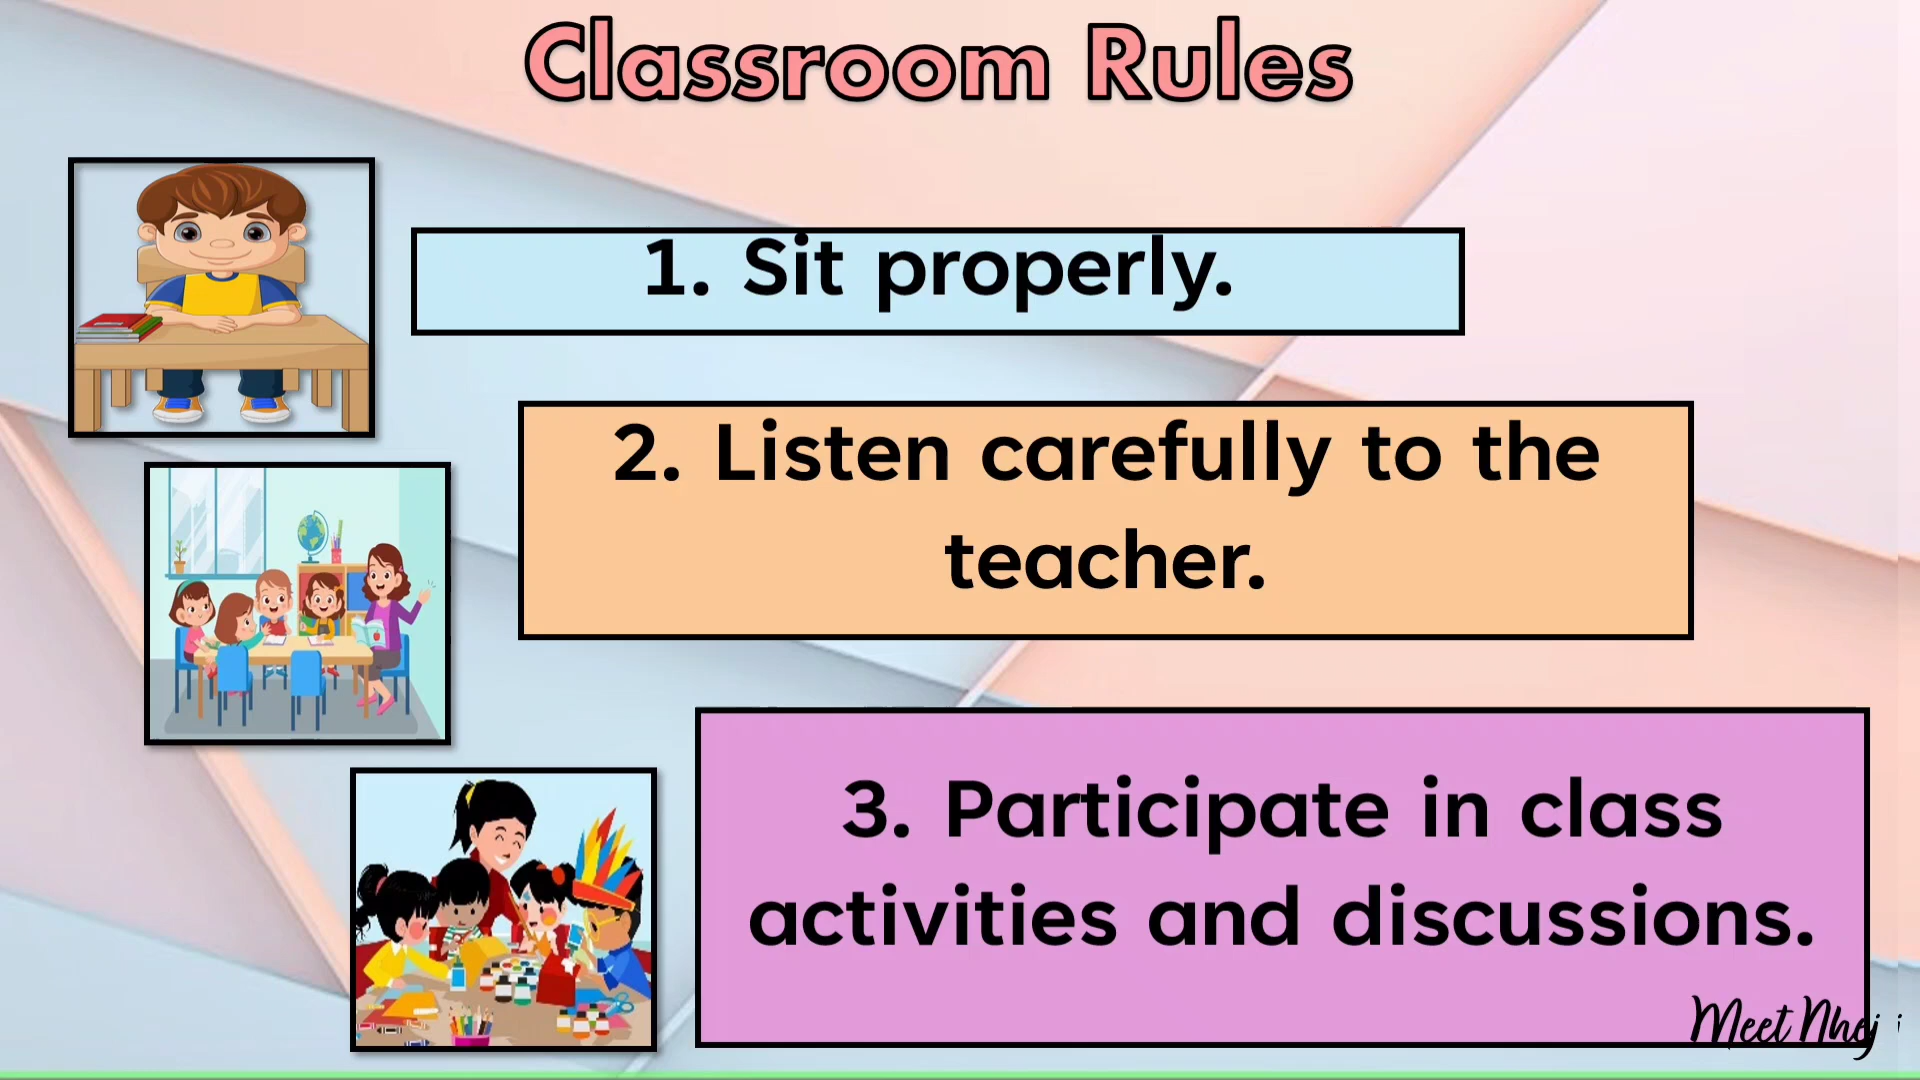 Classroom Rules
1. Sit properly.
2. Listen carefully to the
teacher.
3. Participate in class
activities and discussions.
Meet Nhej